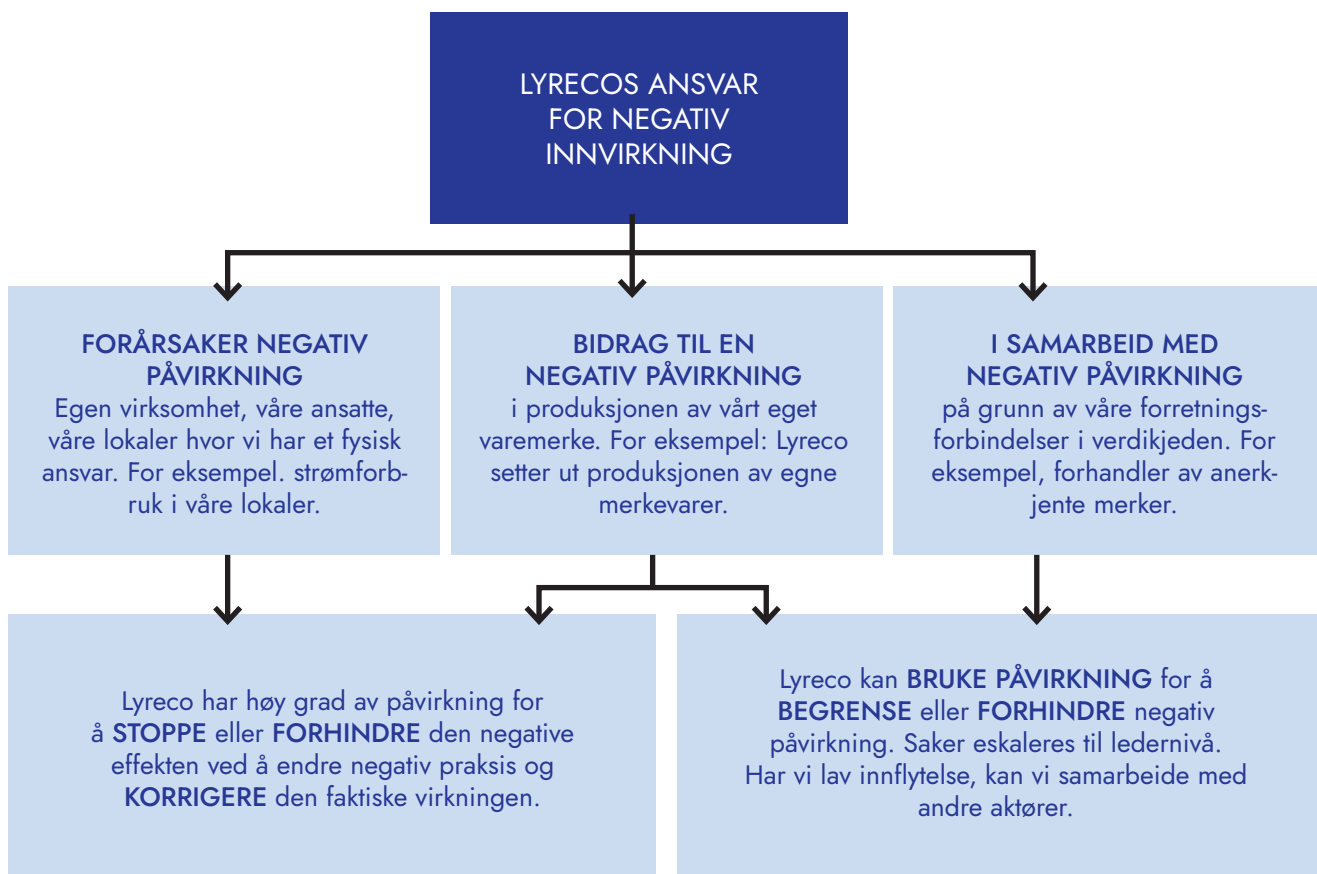 LYRECOS ANSVAR
FOR NEGATIV
INNVIRKNING
FORÅRSAKER NEGATIV
PÅVIRKNING
Egen virksomhet, våre ansatte,
våre lokaler hvor vi har et fysisk
ansvar. For eksempel. strømforb-
ruk i våre lokaler.
BIDRAG TIL EN
NEGATIV PÅVIRKNING
i produksjonen av vårt eget
varemerke. For eksempel: Lyreco
setter ut produksjonen av egne
merkevarer.
I SAMARBEID MED
NEGATIV PÅVIRKNING
på grunn av våre forretnings-
forbindelser i verdikjeden. For
eksempel, forhandler av anerk-
jente merker.
Lyreco har høy grad av påvirkning for
å STOPPE eller FORHINDRE den negative
effekten ved å endre negativ praksis og
KORRIGERE den faktiske virkningen.
Lyreco kan BRUKE PÅVIRKNING for å
BEGRENSE eller FORHINDRE negativ
påvirkning. Saker eskaleres til ledernivå.
Har vi lav innflytelse, kan vi samarbeide med
andre aktører.